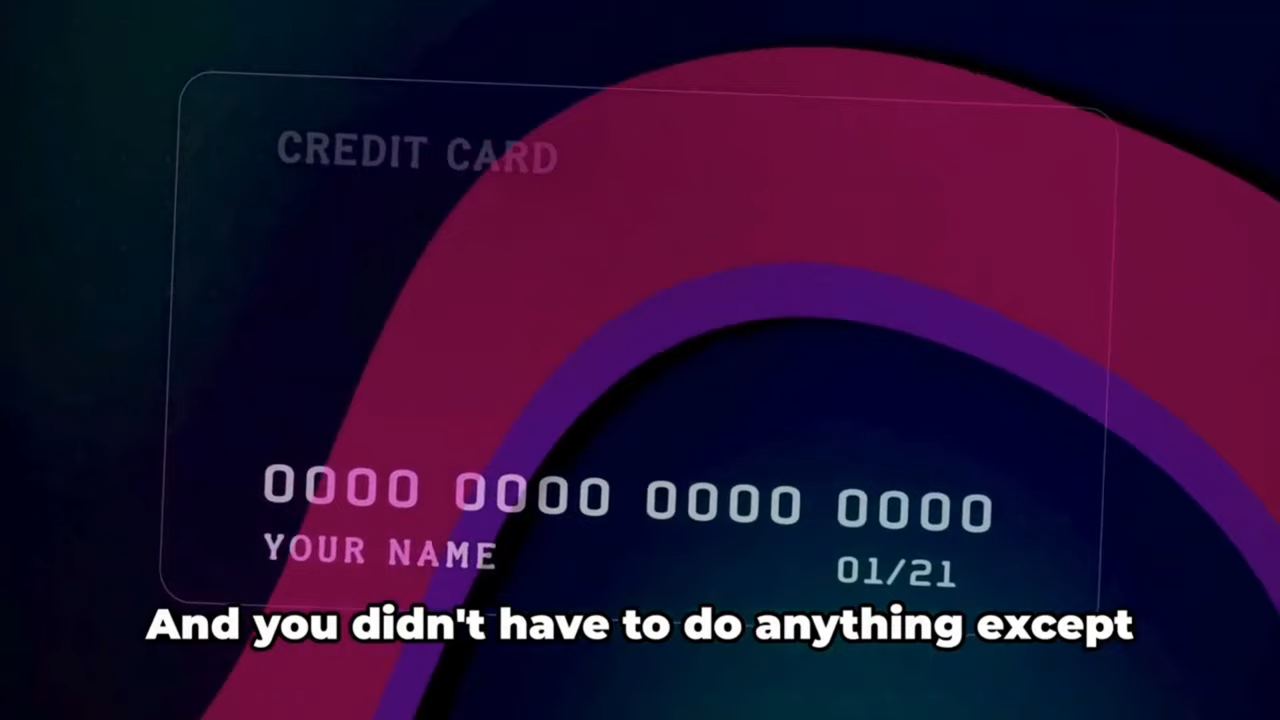 CREDIT CARD
0000 0000 0000 0000
YOUR NAME
01/21
And you didn't have to do anything except